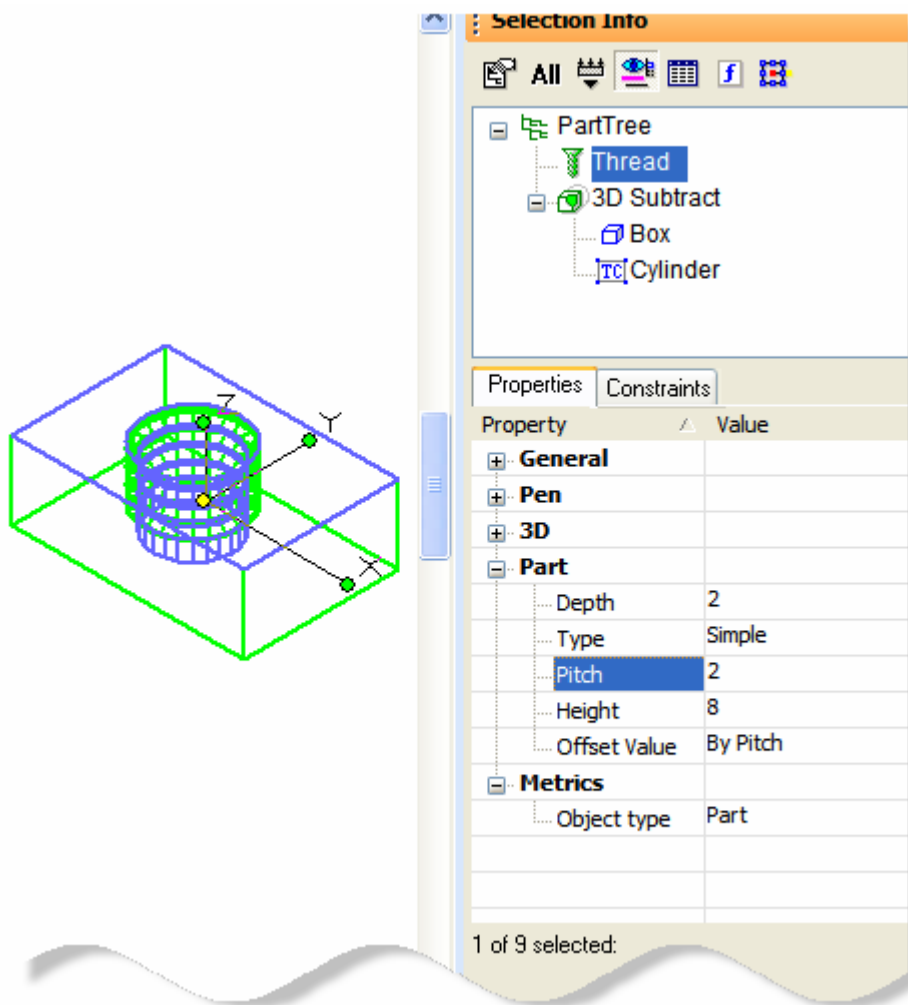 Selection Info
All
f
PartTree
Thread
3D Subtract
Box
TC Cylinder
Z
Y
X
Properties Constraints
Property Value
General
Pen
3D
Part
Depth 2
Type Simple
Pitch 2
Height 8
Offset Value By Pitch
Metrics
Object type Part
1 of 9 selected: